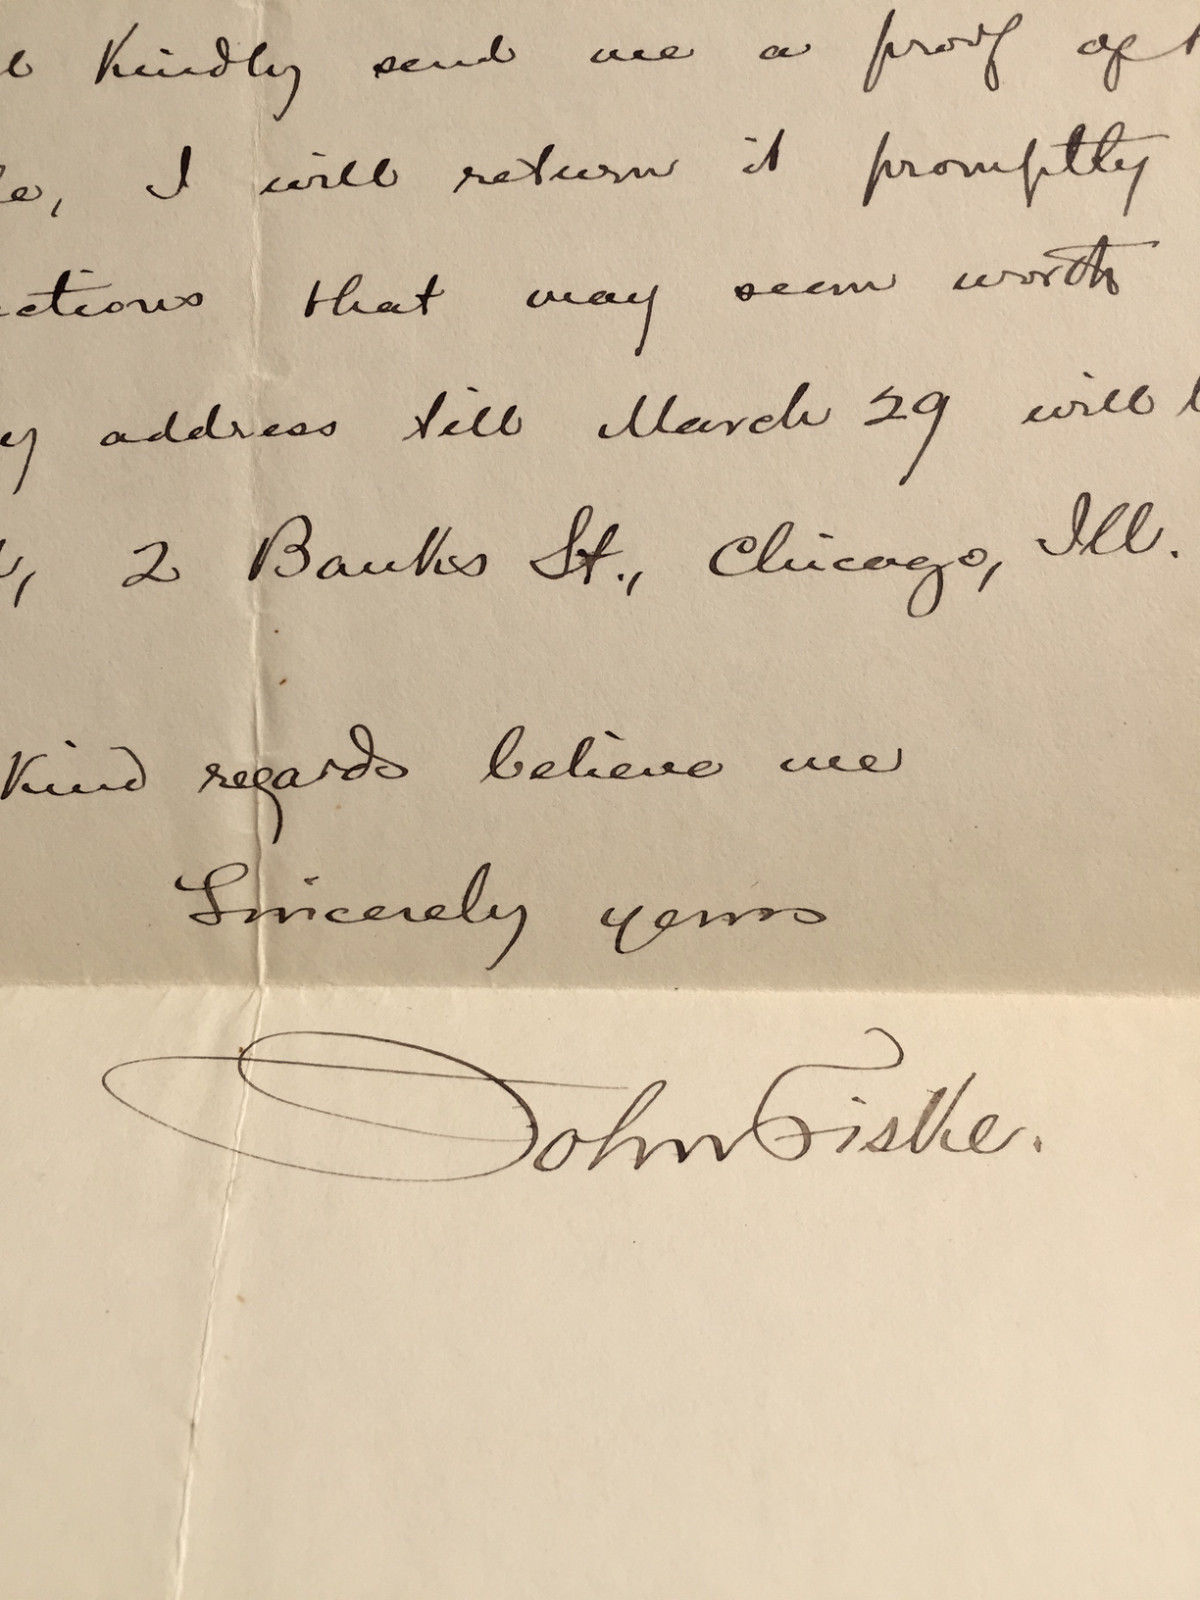 kindly send me a proof of
I will return it promptly
ctions that may seem worth
y address till March 29 will
2 Banks St., Chicago, Ill.
kind regards believe me
Sincerely yours
John Fiske.